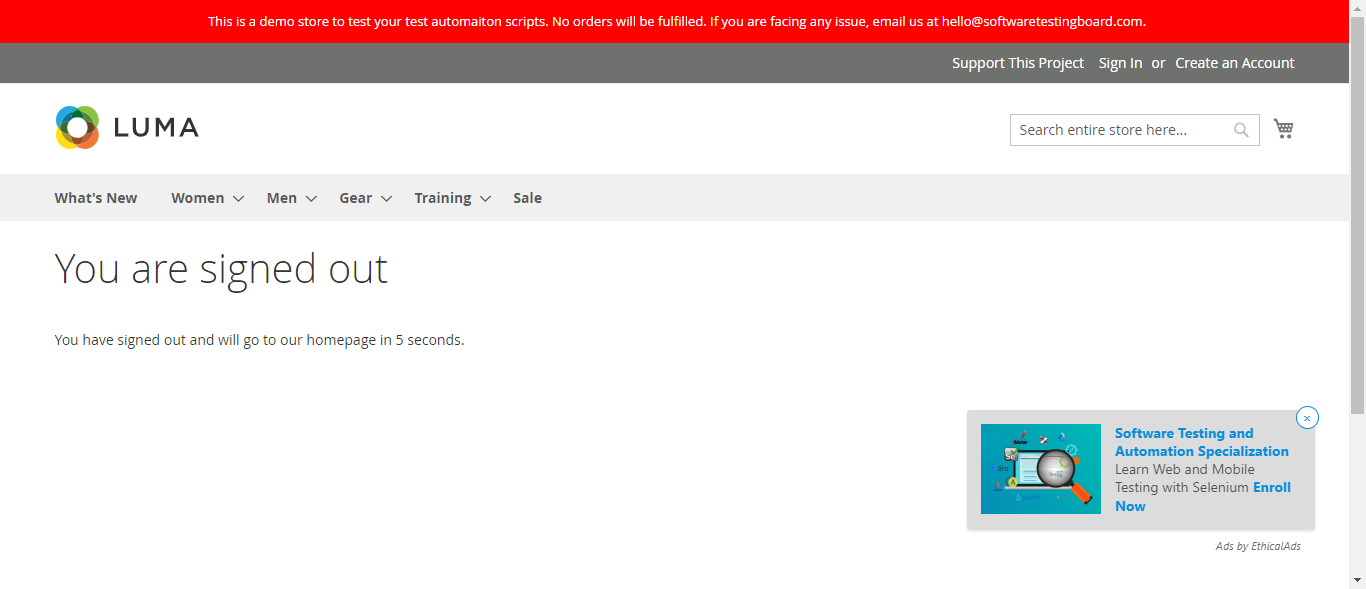 This is a demo store to test your test automaiton scripts. No orders will be fulfilled. If you are facing any issue, email us at hello@softwaretestingboard.com.
Support This Project Sign In or Create an Account
LUMA
Search entire store here...
What's New Women Men Gear Training Sale
You are signed out
You have signed out and will go to our homepage in 5 seconds.
Software Testing and
Automation Specialization
Learn Web and Mobile
Testing with Selenium Enroll
Now
Ads by EthicalAds